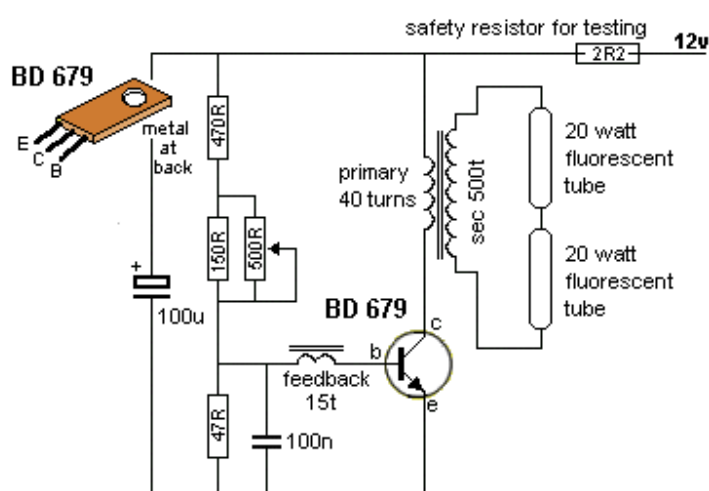 safety resistor for testing
2R2
12v
BD 679
E
C
B
metal
at
back
470R
primary
40 turns
sec 500t
20 watt
fluorescent
tube
150R
500R
20 watt
fluorescent
tube
+
100u
BD 679
c
b
e
feedback
15t
47R
100n